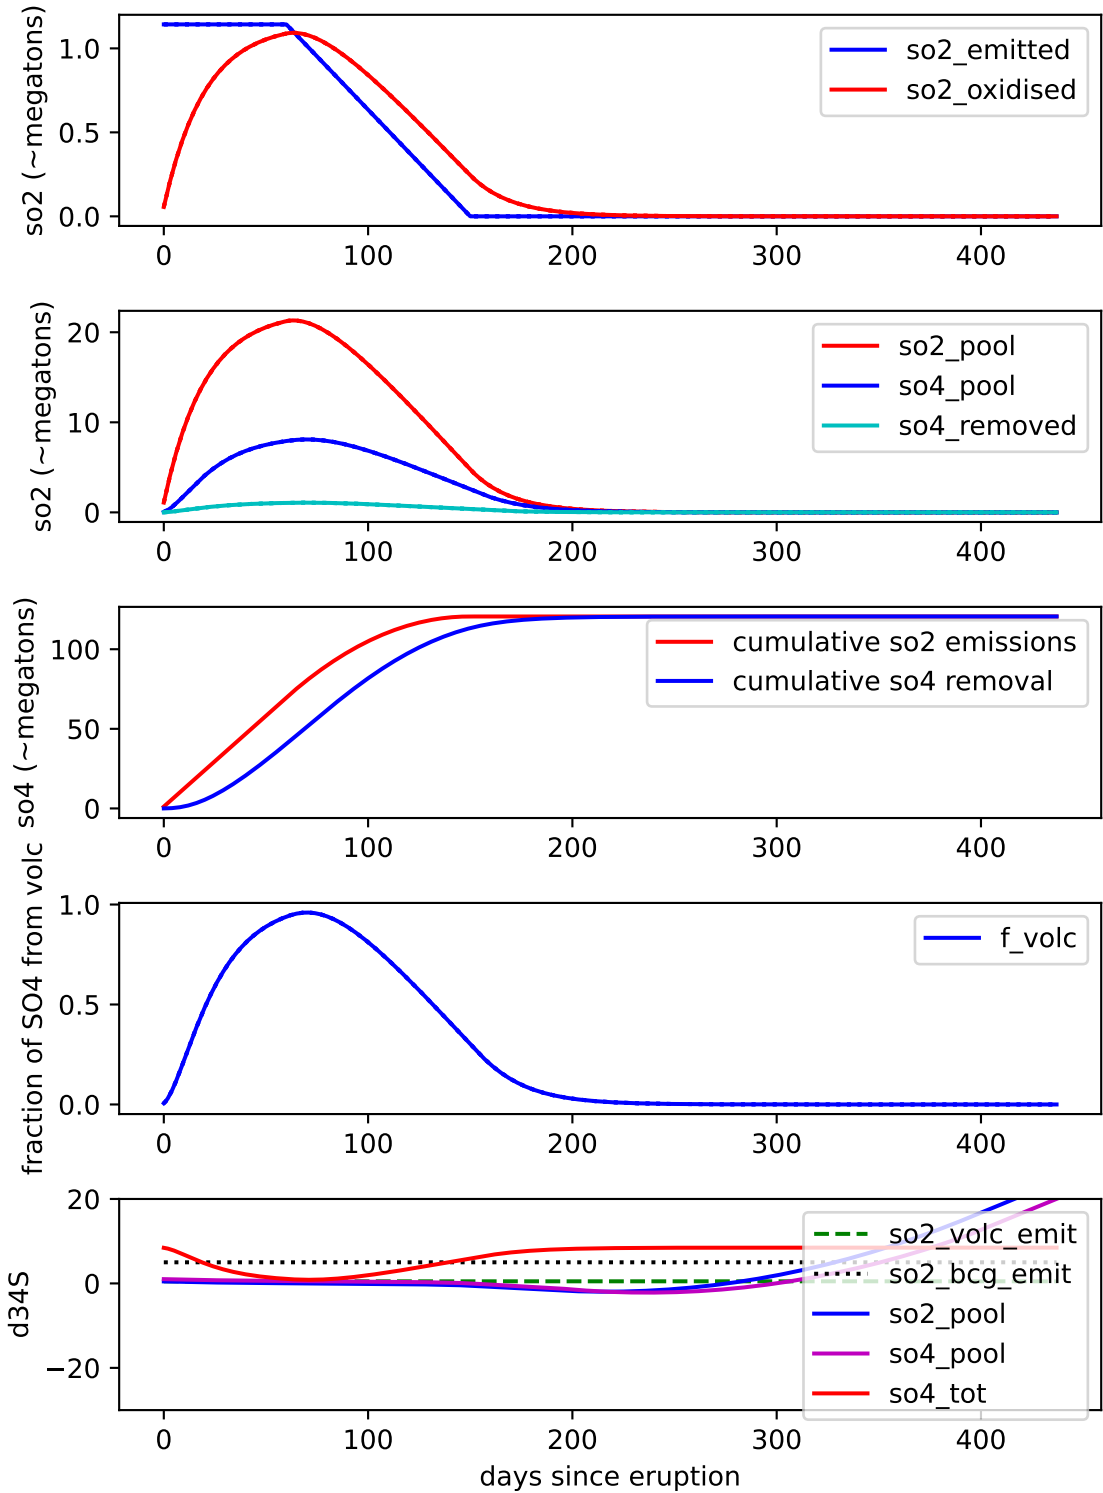 so2 (~megatons)
1.0
0.5
0.0
so2_emitted
so2_oxidised
0 100 200 300 400
so2 (~megatons)
20
10
0
so2_pool
so4_pool
so4_removed
0 100 200 300 400
so4 (~megatons)
100
50
0
cumulative so2 emissions
cumulative so4 removal
0 100 200 300 400
fraction of SO4 from volc
1.0
0.5
0.0
f_volc
0 100 200 300 400
d34S
20
0
−20
so2_volc_emit
so2_bcg_emit
so2_pool
so4_pool
so4_tot
0 100 200 300 400
days since eruption